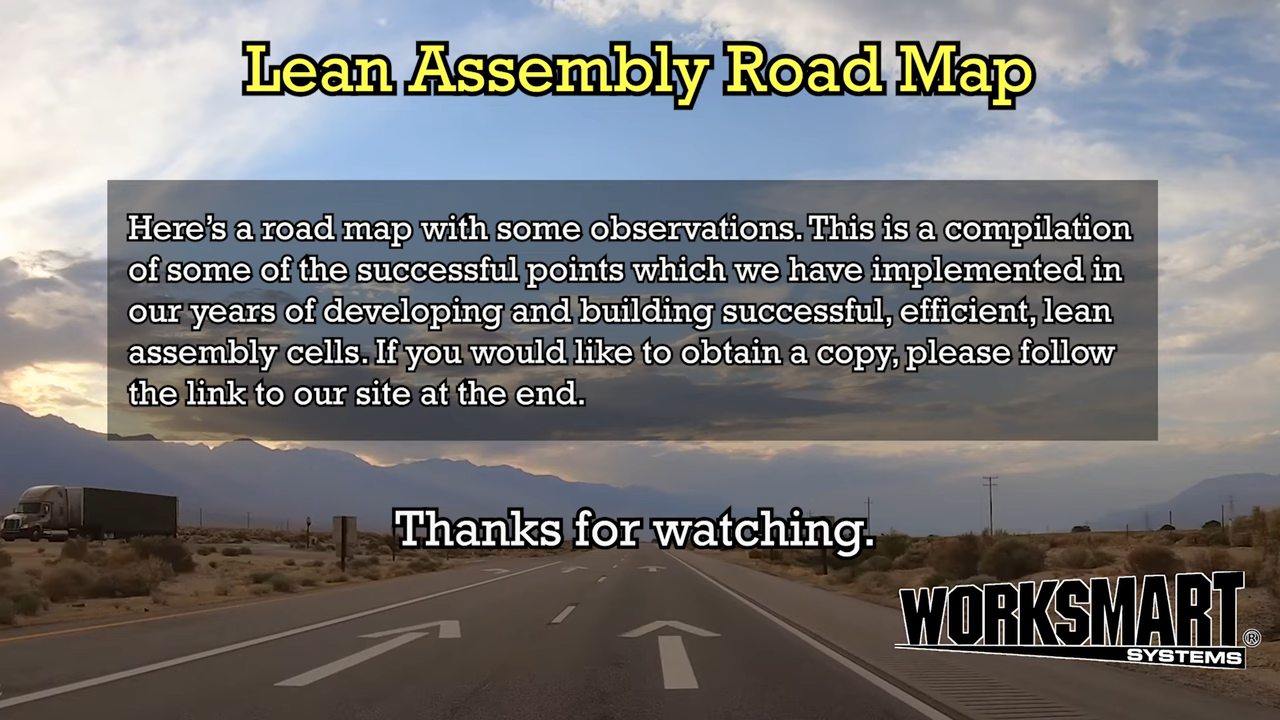 Lean Assembly Road Map
Here's a road map with some observations. This is a compilation
of some of the successful points which we have implemented in
our years of developing and building successful, efficient, lean
assembly cells. If you would like to obtain a copy, please follow
the link to our site at the end.
Thanks for watching.
WORKSMART®
SYSTEMS